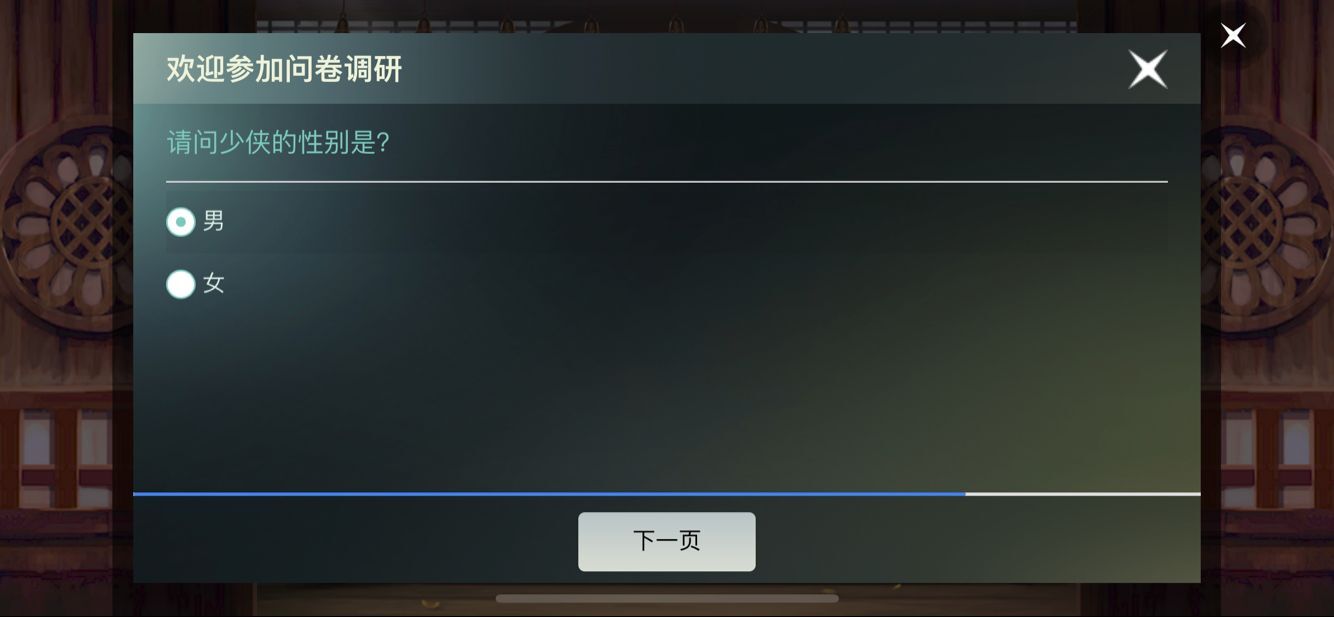 欢迎参加问卷调研
请问少侠的性别是?
男
女
下一页